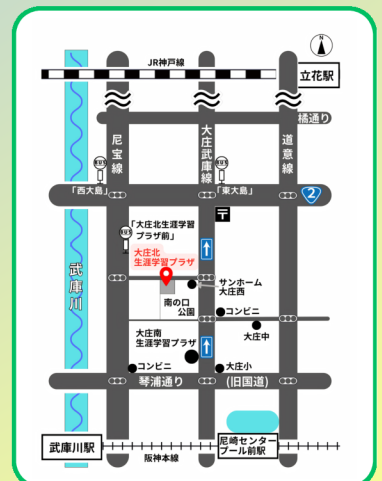 N
JR神戸線
立花駅
橘通り
尼宝線
大庄武庫線
道意線
「西大島」
「東大島」
2
「大庄北生涯学習
プラザ前」
大庄北
生涯学習プラザ
武庫川
サンホーム
大庄西
南の口
公園
コンビニ
大庄中
大庄南
生涯学習プラザ
コンビニ
大庄小
琴浦通り
(旧国道)
武庫川駅
尼崎センター
プール前駅
阪神本線